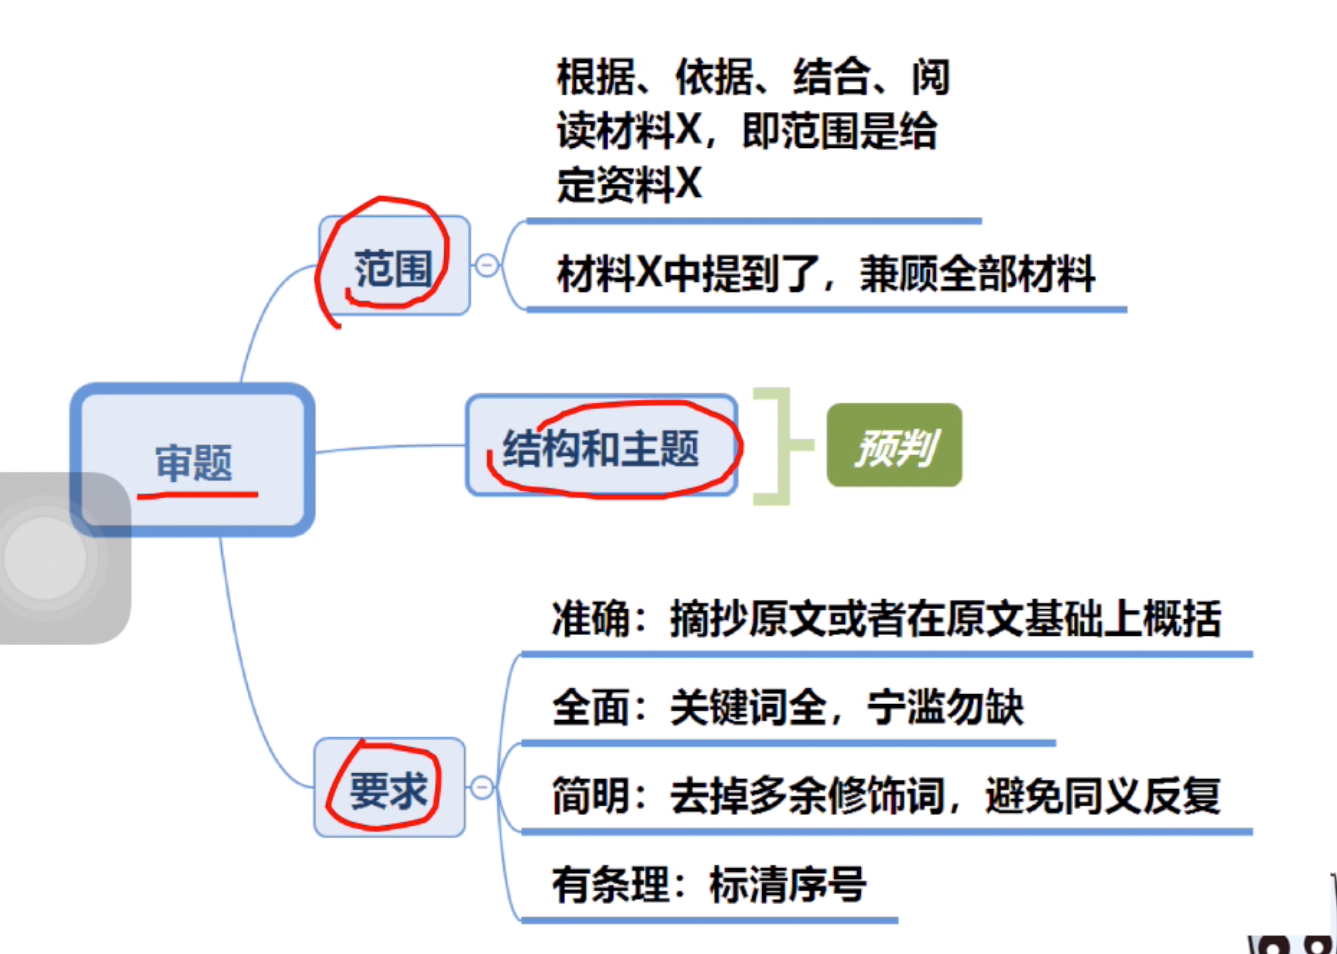 根据、依据、结合、阅
读材料X，即范围是给
定资料X
范围
材料X中提到了，兼顾全部材料
审题
结构和主题
预判
准确：摘抄原文或者在原文基础上概括
全面：关键词全，宁滥勿缺
要求
简明：去掉多余修饰词，避免同义反复
有条理：标清序号